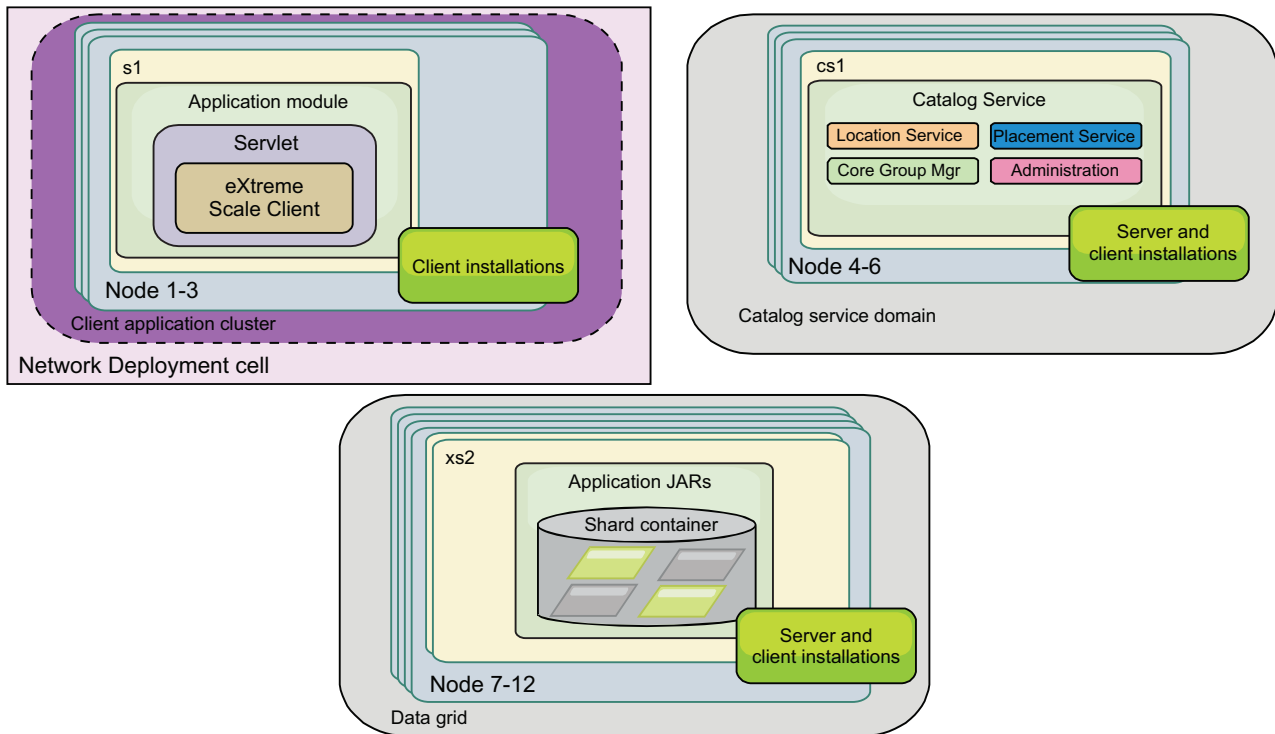 s1
Application module
Servlet
eXtreme
Scale Client
Client installations
Node 1-3
Client application cluster
Network Deployment cell
cs1
Catalog Service
Location Service
Placement Service
Core Group Mgr
Administration
Server and
client installations
Node 4-6
Catalog service domain
xs2
Application JARs
Shard container
Server and
client installations
Node 7-12
Data grid